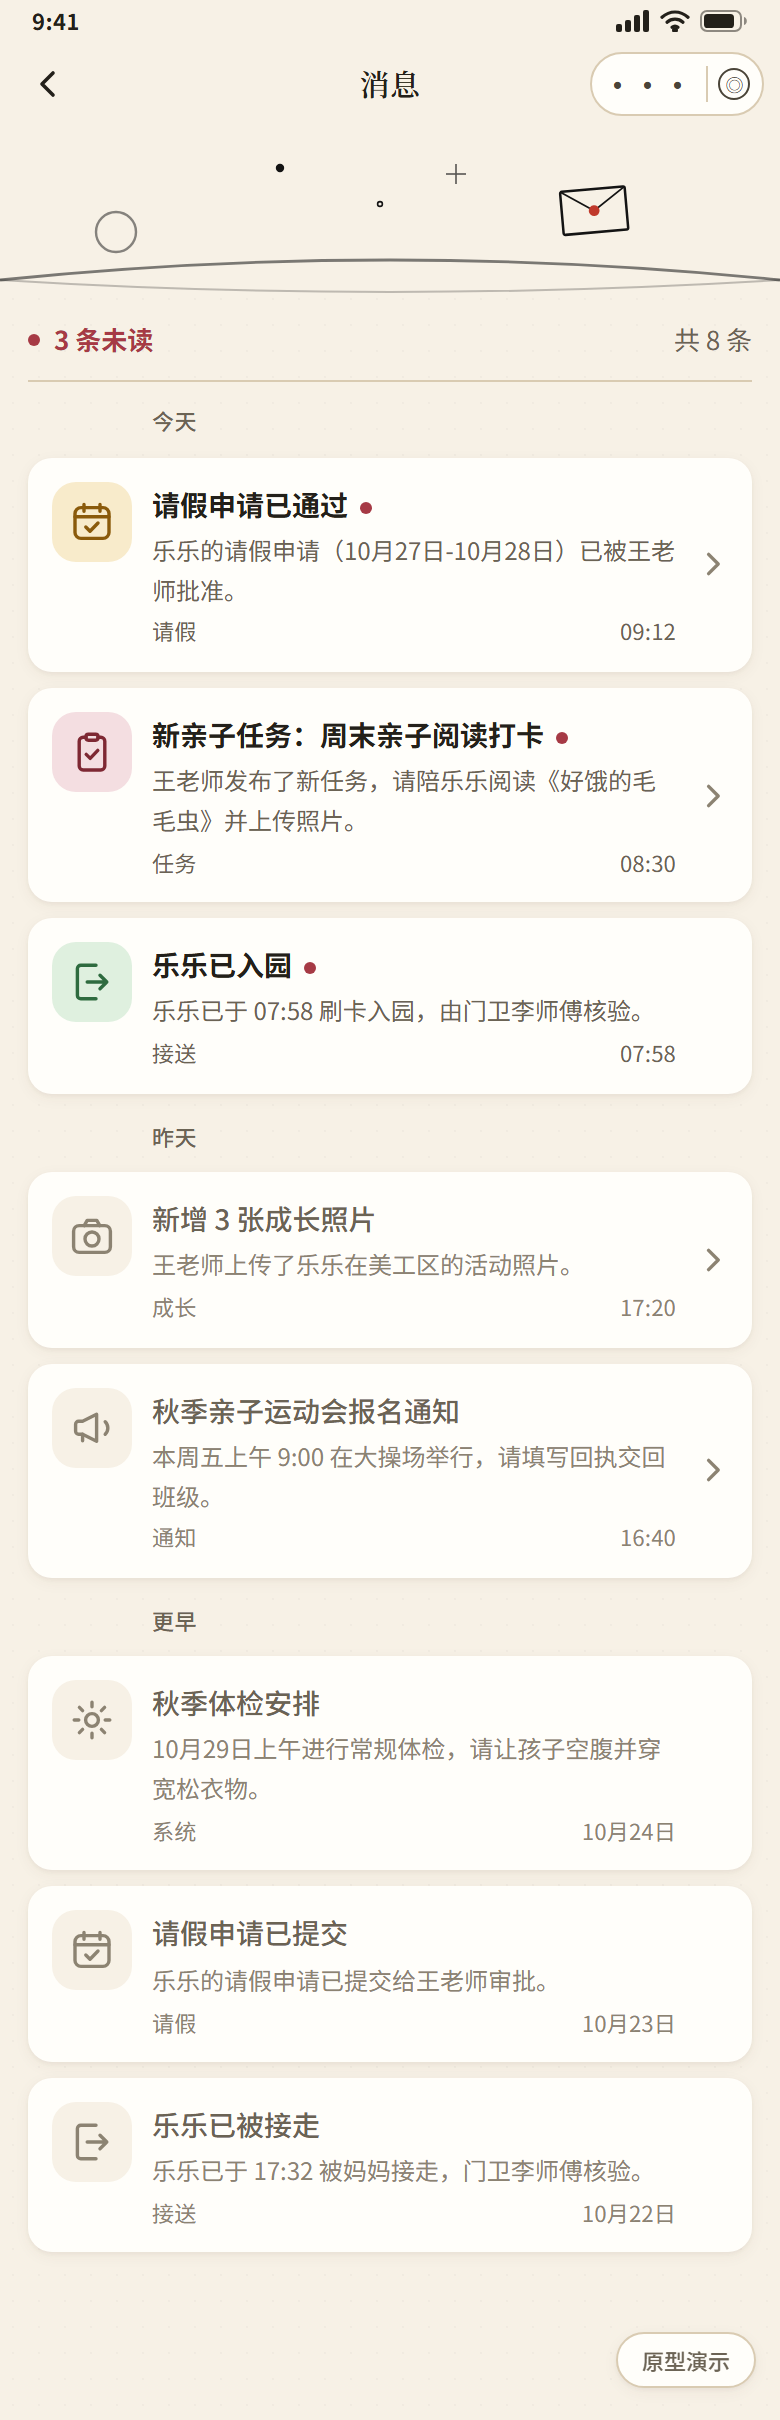 9:41
消息
3 条未读
共 8 条
今天
请假申请已通过
乐乐的请假申请（10月27日-10月28日）已被王老
师批准。
请假
09:12
新亲子任务：周末亲子阅读打卡
王老师发布了新任务，请陪乐乐阅读《好饿的毛
毛虫》并上传照片。
任务
08:30
乐乐已入园
乐乐已于 07:58 刷卡入园，由门卫李师傅核验。
接送
07:58
昨天
新增 3 张成长照片
王老师上传了乐乐在美工区的活动照片。
成长
17:20
秋季亲子运动会报名通知
本周五上午 9:00 在大操场举行，请填写回执交回
班级。
通知
16:40
更早
秋季体检安排
10月29日上午进行常规体检，请让孩子空腹并穿
宽松衣物。
系统
10月24日
请假申请已提交
乐乐的请假申请已提交给王老师审批。
请假
10月23日
乐乐已被接走
乐乐已于 17:32 被妈妈接走，门卫李师傅核验。
接送
10月22日
原型演示